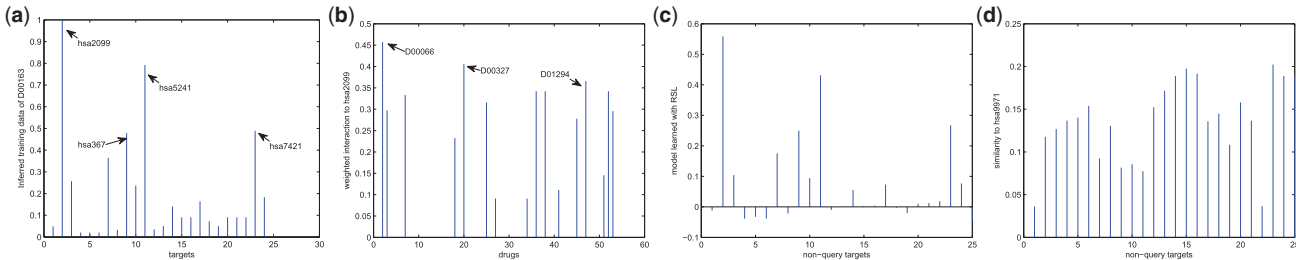 (a)
Inferred training data of D00163
1
0.9
0.8
0.7
0.6
0.5
0.4
0.3
0.2
0.1
0
hsa2099
hsa5241
hsa367
hsa7421
0 5 10 15 20 25 30
targets
(b)
weighted interaction to hsa2099
0.5
0.45
0.4
0.35
0.3
0.25
0.2
0.15
0.1
0.05
0
D00066
D00327
D01294
0 10 20 30 40 50 60
drugs
(c)
model learned with RSL
0.6
0.5
0.4
0.3
0.2
0.1
0
−0.1
0 5 10 15 20 25
non−query targets
(d)
similarity to hsa9971
0.25
0.2
0.15
0.1
0.05
0
0 5 10 15 20 25
non−query targets